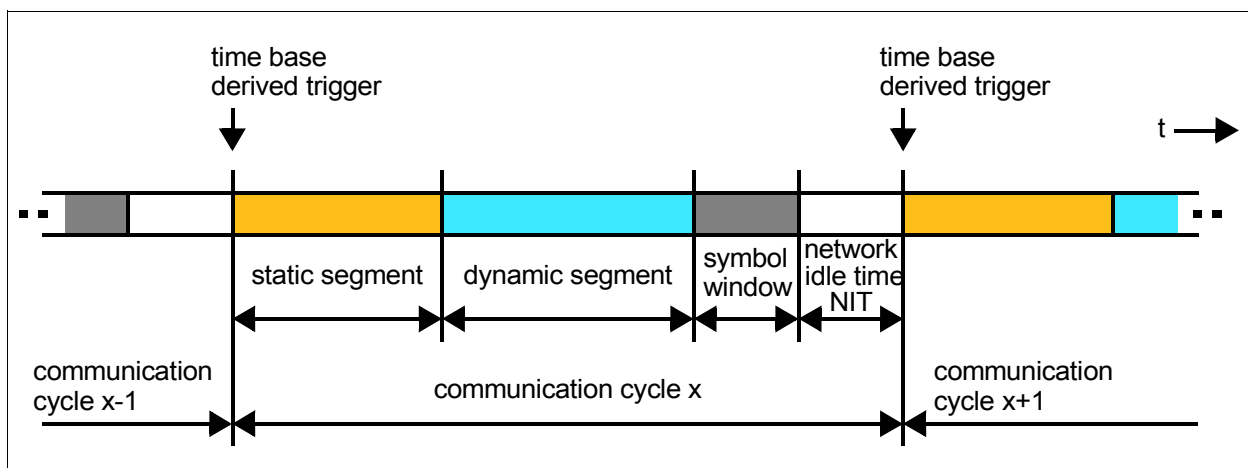 time base
derived trigger
time base
derived trigger
t
static segment
dynamic segment
symbol
window
network
idle time
NIT
communication
cycle x-1
communication cycle x
communication
cycle x+1